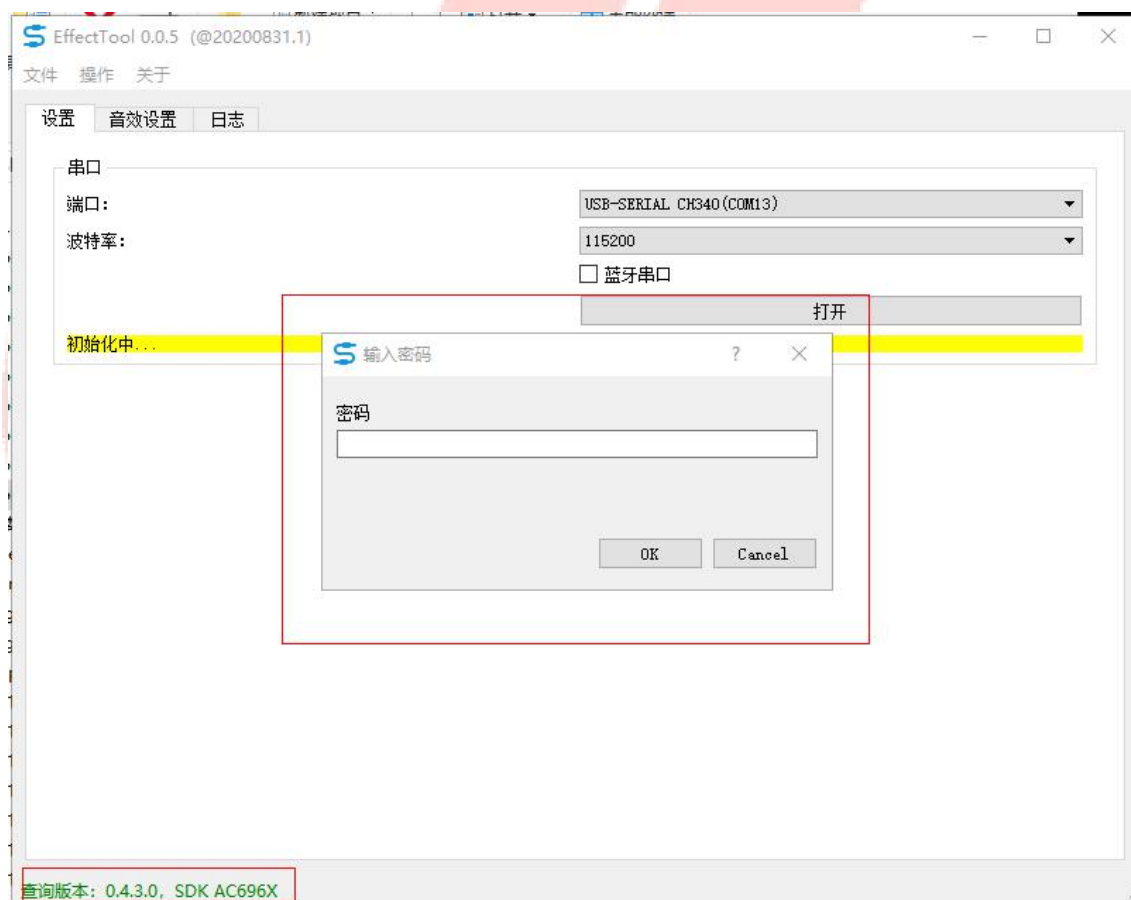 EffectTool 0.0.5 (@20200831.1)
文件 操作 关于
设置 音效设置 日志
串口
端口： USB-SERIAL CH340(COM13)
波特率： 115200
蓝牙串口
打开
初始化中...
输入密码 ?
密码
OK Cancel
查询版本：0.4.3.0，SDK AC696X